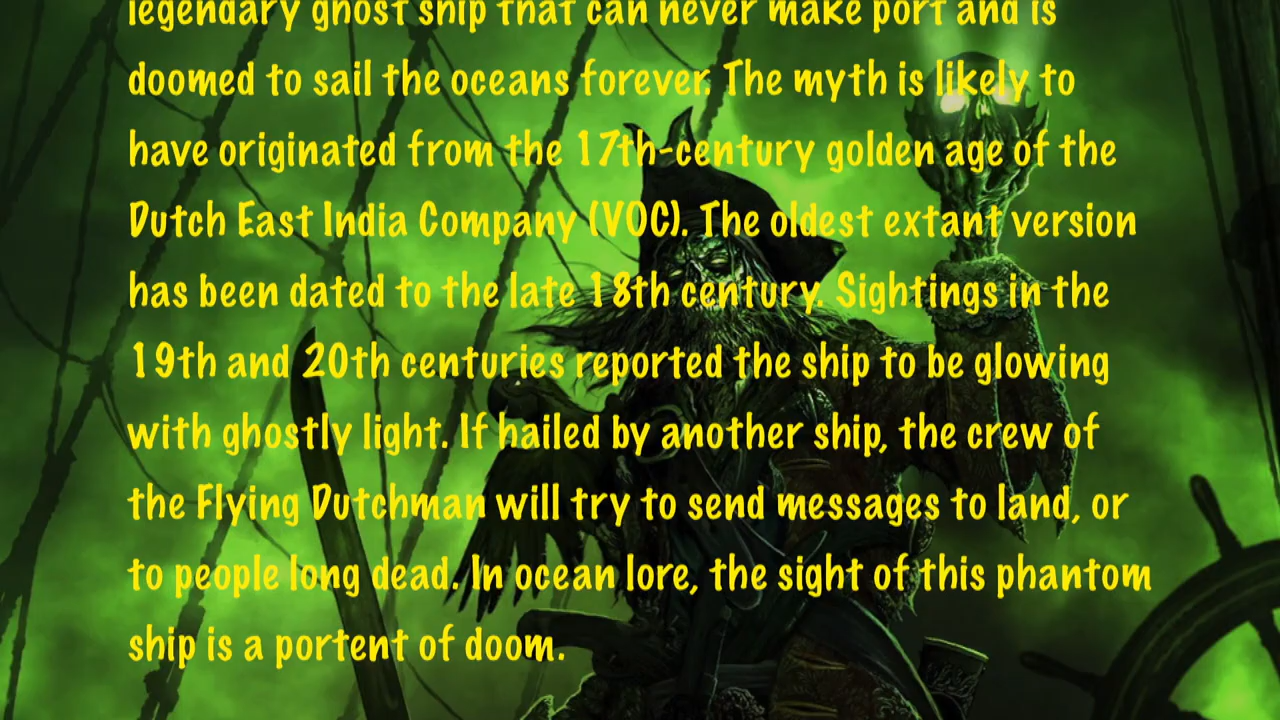 legendary ghost ship that can never make port and is
doomed to sail the oceans forever. The myth is likely to
have originated from the 17th-century golden age of the
Dutch East India Company (VOC). The oldest extant version
has been dated to the late 18th century. Sightings in the
19th and 20th centuries reported the ship to be glowing
with ghostly light. If hailed by another ship, the crew of
the Flying Dutchman will try to send messages to land, or
to people long dead. In ocean lore, the sight of this phantom
ship is a portent of doom.